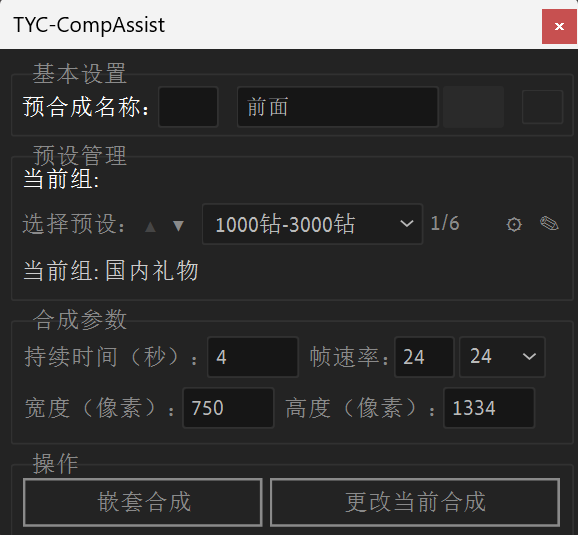 TYC-CompAssist
基本设置
预合成名称: 前面
预设管理
当前组:
选择预设: ▲ ▼ 1000钻-3000钻 1/6
当前组: 国内礼物
合成参数
持续时间（秒）: 4 帧速率: 24 24
宽度（像素）: 750 高度（像素）: 1334
操作
嵌套合成 更改当前合成